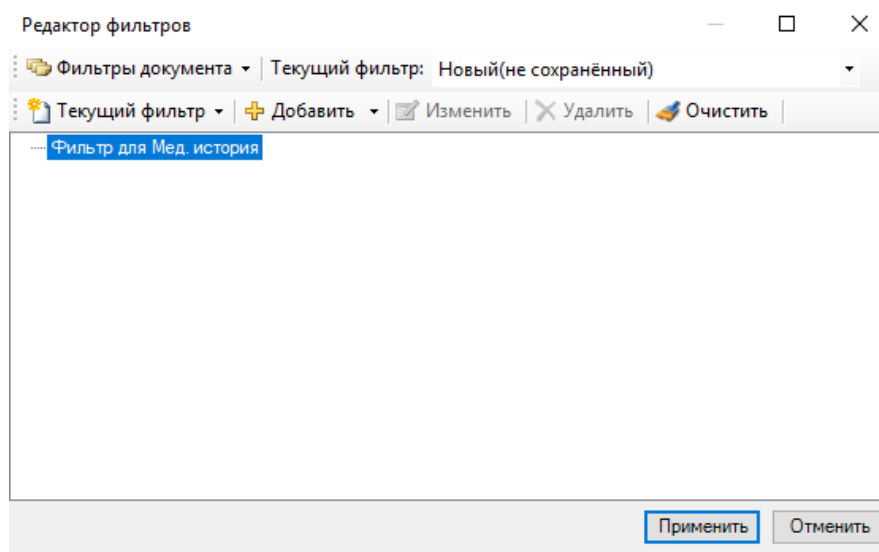 Редактор фильтров
Фильтры документа Текущий фильтр: Новый(не сохранённый)
Текущий фильтр Добавить Изменить Удалить Очистить
Фильтр для Мед. история
Применить Отменить